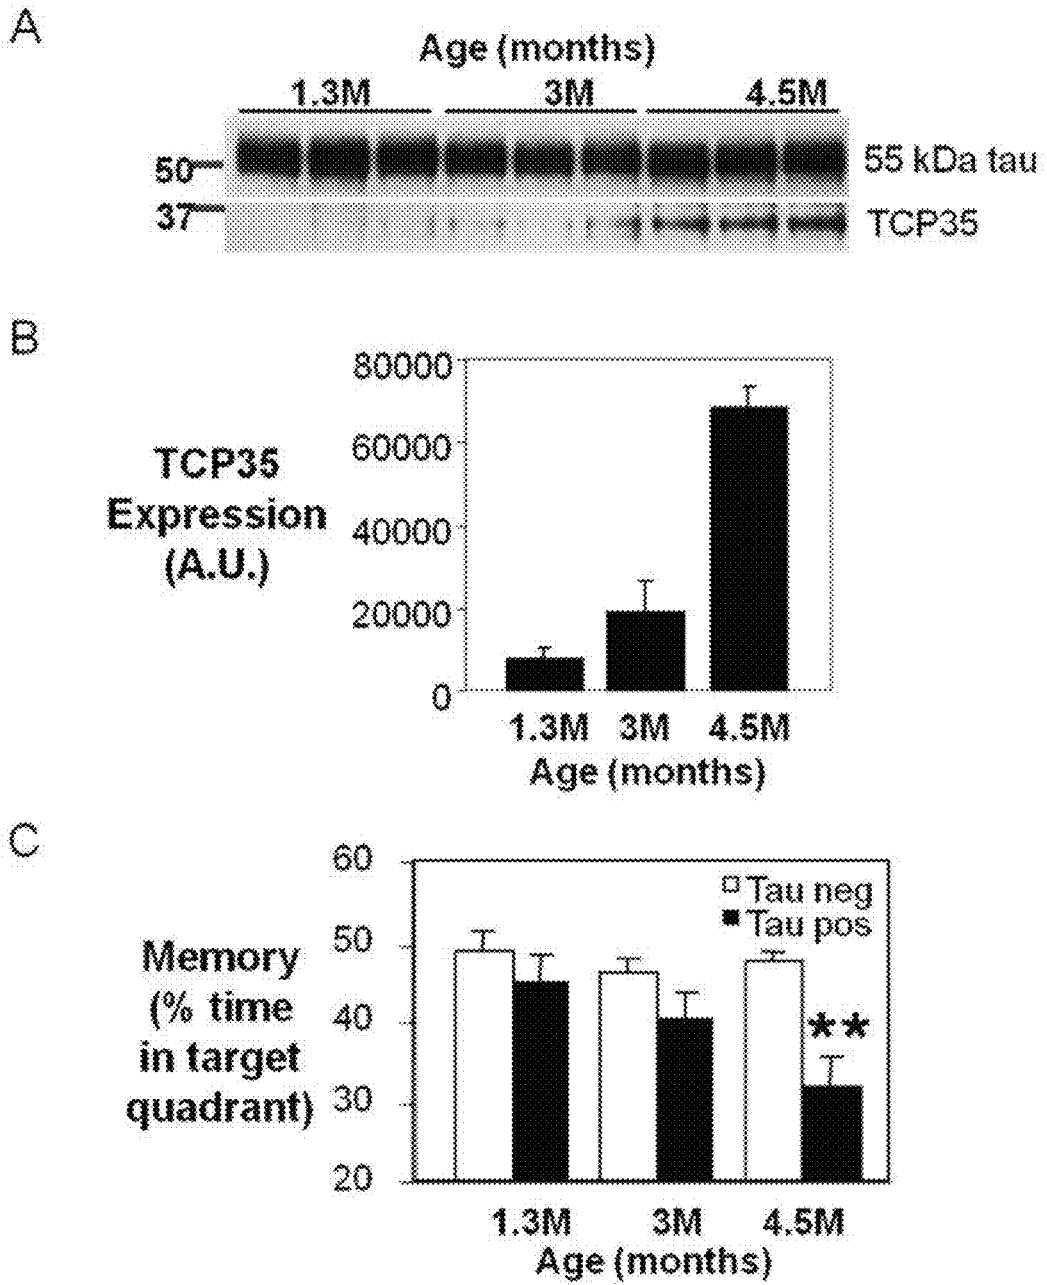 A
Age (months)
1.3M 3M 4.5M
50 55 kDa tau
37 TCP35
B
80000
60000
40000
20000
0
TCP35
Expression
(A.U.)
1.3M 3M 4.5M
Age (months)
C
60
50
40
30
20
Memory
(% time
in target
quadrant)
Tau neg
Tau pos
**
1.3M 3M 4.5M
Age (months)